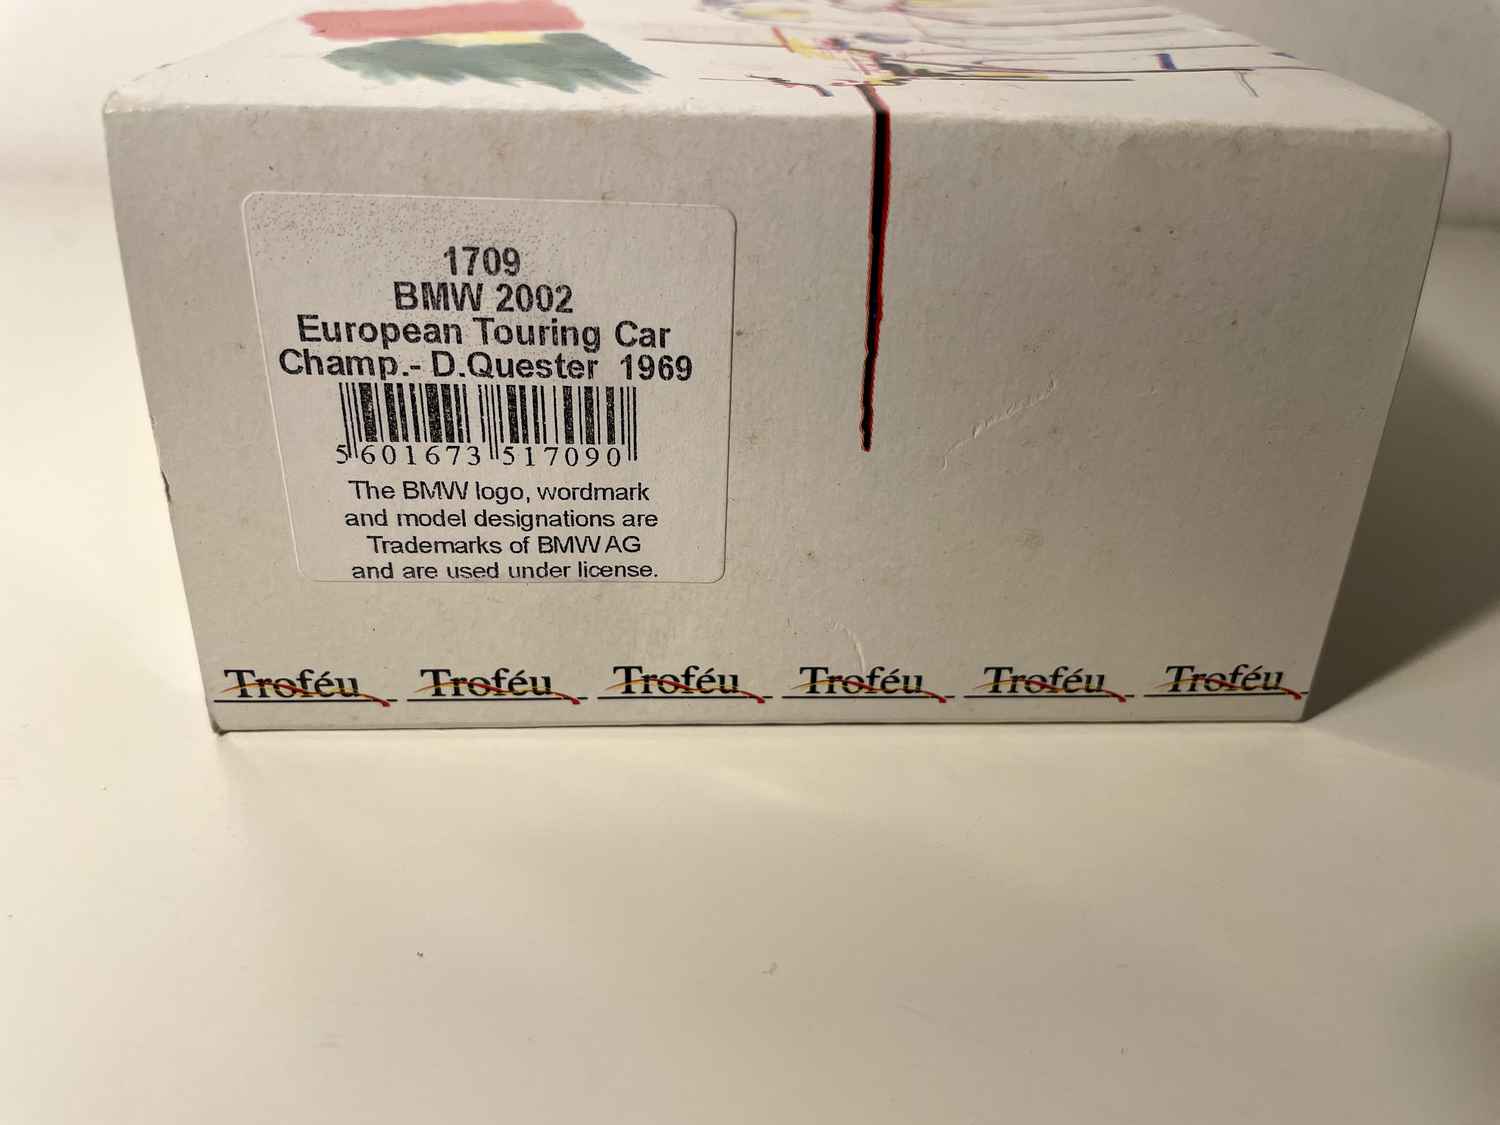 1709
BMW 2002
European Touring Car
Champ.- D.Quester 1969
5 601673 517090
The BMW logo, wordmark
and model designations are
Trademarks of BMW AG
and are used under license.
Troféu Troféu Troféu Troféu Troféu Troféu